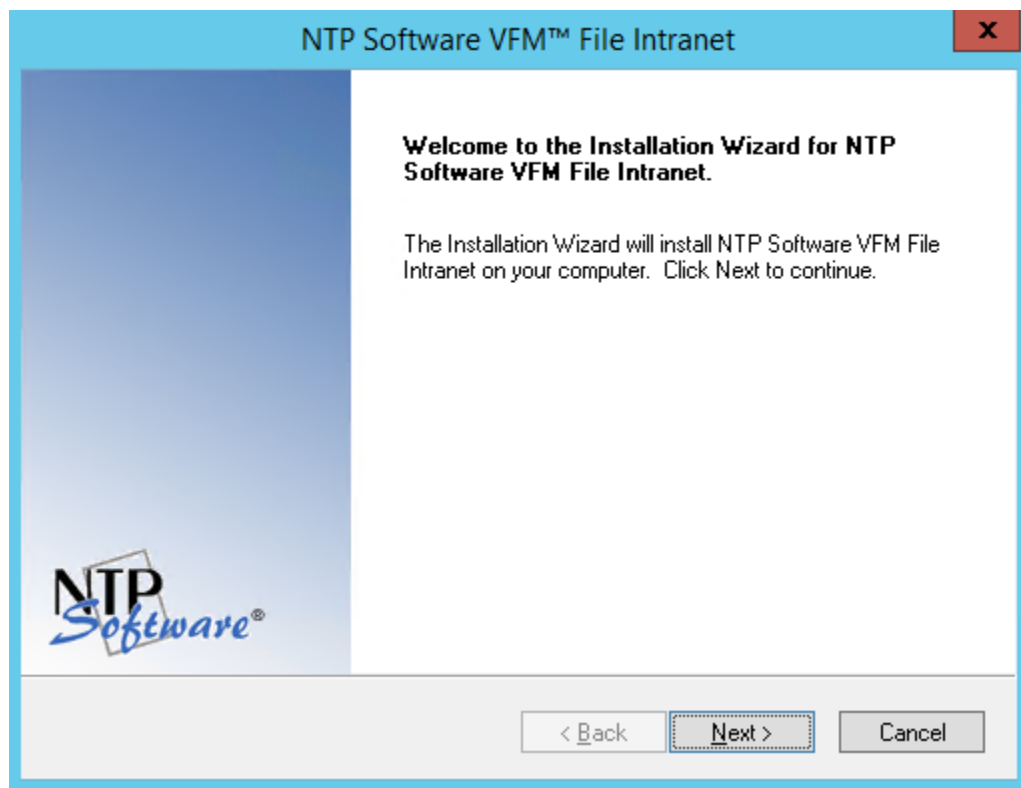 NTP Software VFM™ File Intranet
x
Welcome to the Installation Wizard for NTP
Software VFM File Intranet.
The Installation Wizard will install NTP Software VFM File
Intranet on your computer.  Click Next to continue.
NTP
Software®
< Back
Next >
Cancel